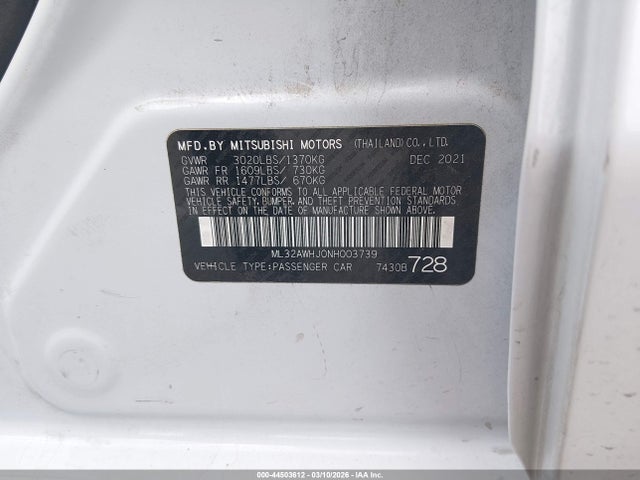 MFD.BY MITSUBISHI MOTORS (THAILAND) CO., LTD.
GVWR 3020LBS/1370KG DEC 2021
GAWR FR 1609LBS/ 730KG
GAWR RR 1477LBS/ 670KG
THIS VEHICLE CONFORMS TO ALL APPLICABLE FEDERAL MOTOR
VEHICLE SAFETY, BUMPER, AND THEFT PREVENTION STANDARDS
IN EFFECT ON THE DATE OF MANUFACTURE SHOWN ABOVE.
ML32AWHJ0NH003739
VEHICLE TYPE:PASSENGER CAR 7430B 728
000-44503612 - 03/10/2026 - IAA Inc.